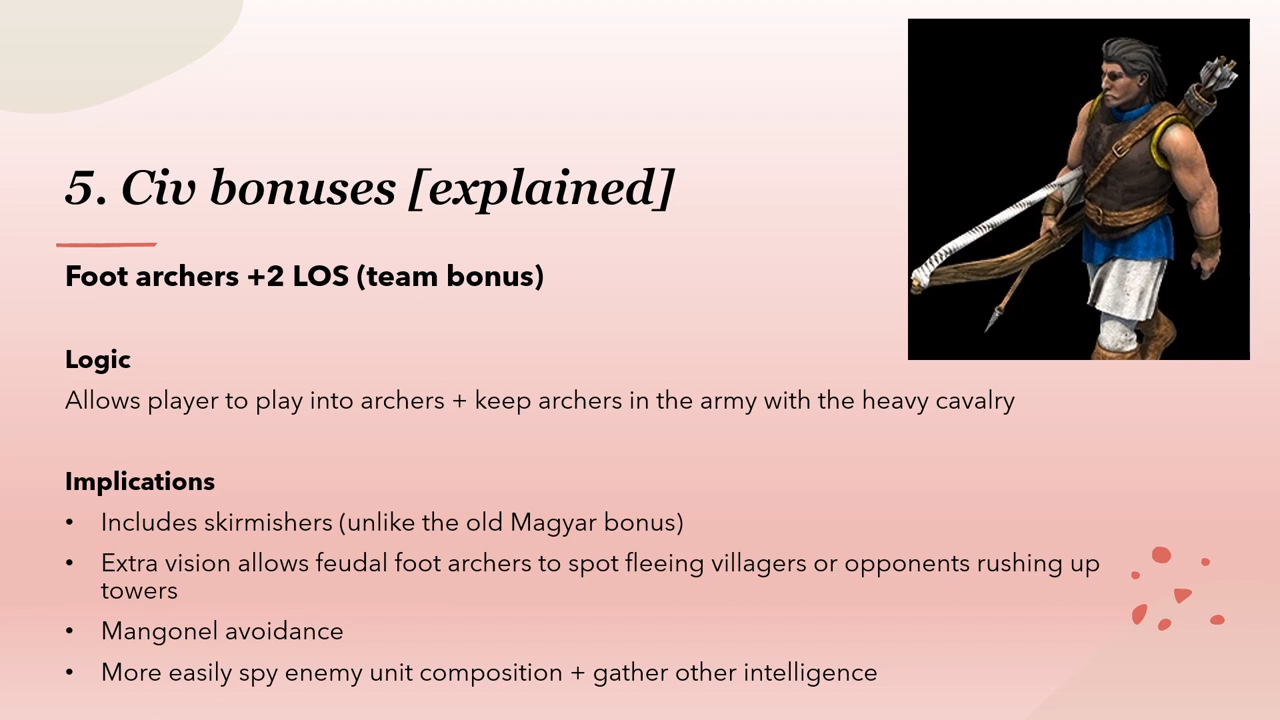 5. Civ bonuses [explained]
Foot archers +2 LOS (team bonus)
Logic
Allows player to play into archers + keep archers in the army with the heavy cavalry
Implications
• Includes skirmishers (unlike the old Magyar bonus)
• Extra vision allows feudal foot archers to spot fleeing villagers or opponents rushing up
towers
• Mangonel avoidance
• More easily spy enemy unit composition + gather other intelligence